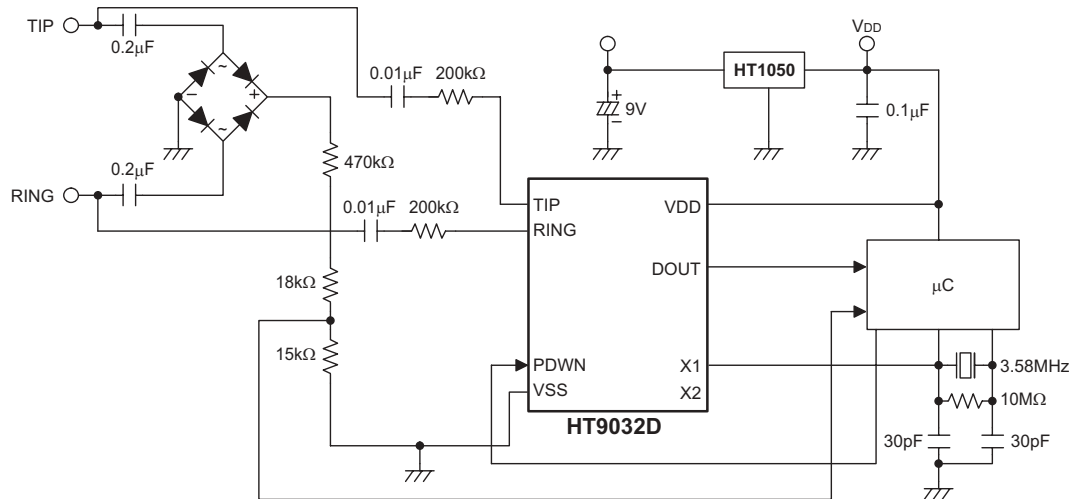 TIP
0.2μF
~
−
+
~
0.2μF
RING
0.01μF
200kΩ
470kΩ
0.01μF
200kΩ
18kΩ
15kΩ
+
−
9V
HT1050
VDD
0.1μF
TIP
RING
PDWN
VSS
VDD
DOUT
X1
X2
HT9032D
μC
3.58MHz
10MΩ
30pF
30pF